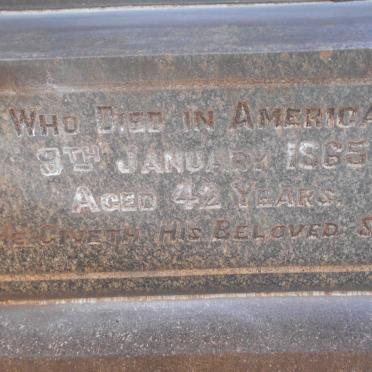 WHO DIED IN AMERICA
9TH JANUARY 1865
AGED 42 YEARS.
HE GIVETH HIS BELOVED S